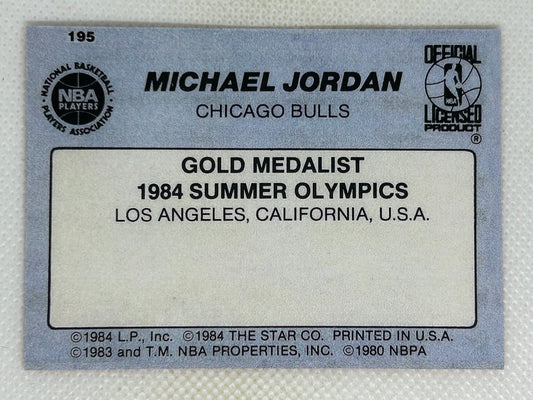 195
NATIONAL BASKETBALL
NBA
PLAYERS
PLAYERS ASSOCIATION
MICHAEL JORDAN
CHICAGO BULLS
OFFICIAL
NBA
LICENSED
PRODUCT
®
GOLD MEDALIST
1984 SUMMER OLYMPICS
LOS ANGELES, CALIFORNIA, U.S.A.
©1984 L.P., Inc. ©1984 THE STAR CO. PRINTED IN U.S.A.
©1983 and T.M. NBA PROPERTIES, INC. ©1980 NBPA